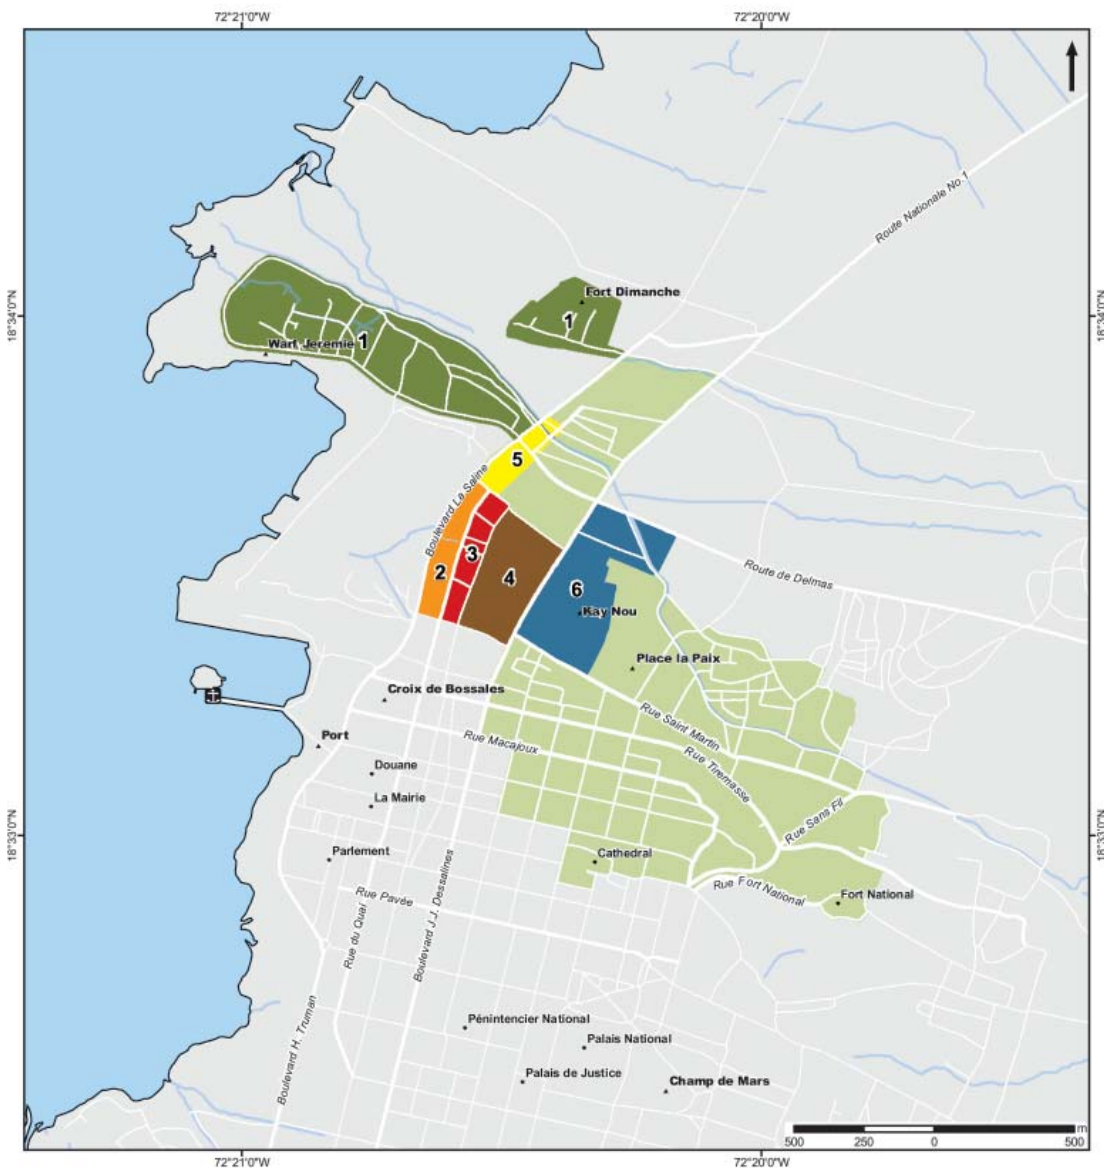 72°21'0"W
72°20'0"W
Route Nationale No.1
18°34'0"N
18°34'0"N
Fort Dimanche
1
1
Warf Jeremie
5
Boulevard La Saline
3
2
4
6
Kay Nou
Route de Delmas
Place la Paix
Croix de Bossales
Rue Saint Martin
Port
Rue Macajoux
Rue Tiremasse
Douane
La Mairie
Rue Sans Fil
18°33'0"N
18°33'0"N
Parlement
Cathedral
Rue Pavée
Rue Fort National
Fort National
Rue du Quai
Boulevard J.J. Dessalines
Boulevard H. Truman
Pénintencier National
Palais National
Palais de Justice
Champ de Mars
m
500
250
0
500
72°21'0"W
72°20'0"W